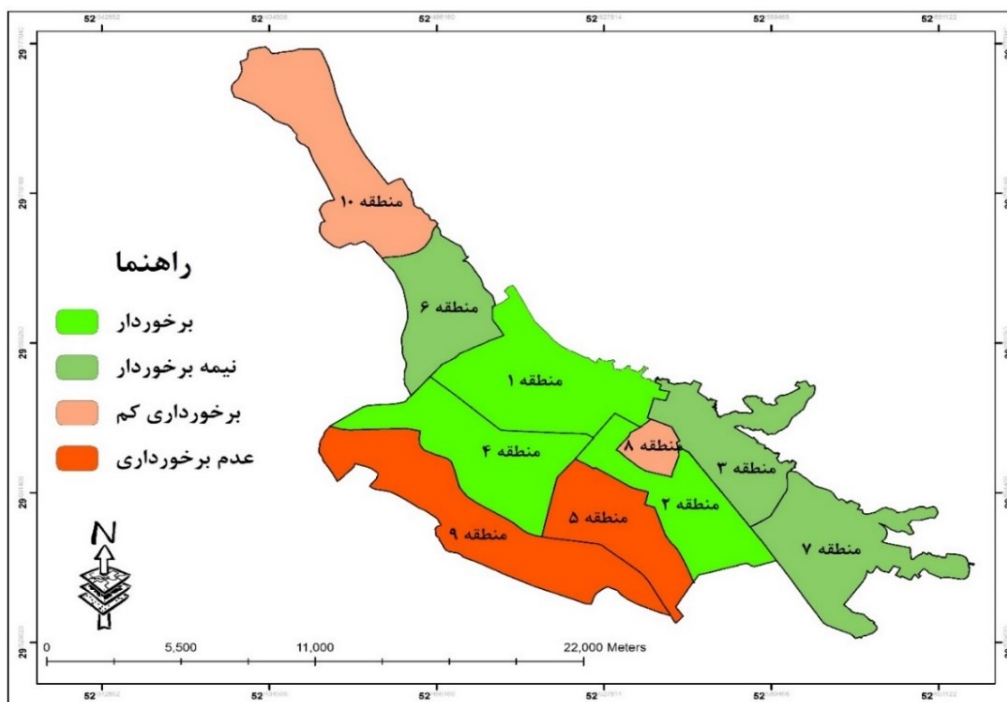 52
52
52
52
52
52
29
29
29
29
29
منطقه ۱۰
منطقه ۶
منطقه ۱
منطقه ۸
منطقه ۳
منطقه ۴
منطقه ۲
منطقه ۵
منطقه ۷
منطقه ۹
راهنما
برخوردار
نیمه برخوردار
برخورداری کم
عدم برخورداری
N
0 5,500 11,000 22,000 Meters
52
52
52
52
52
52